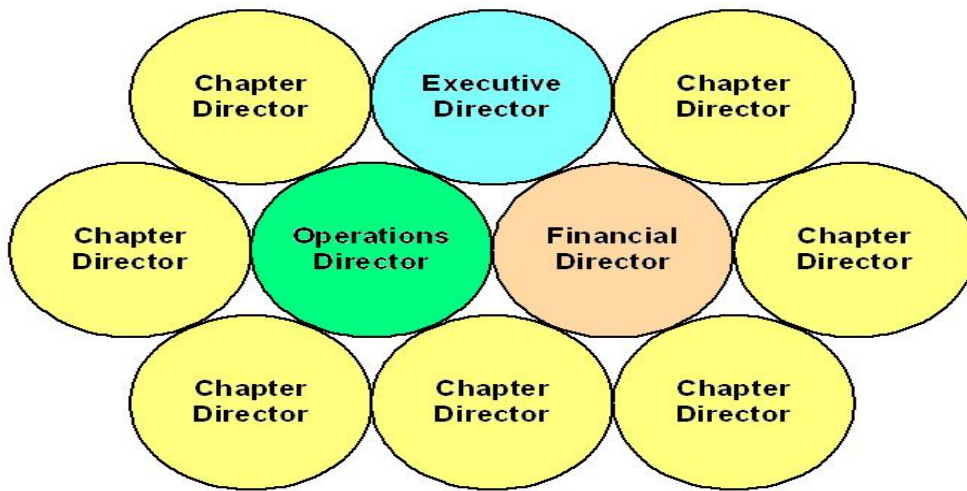 Chapter
Director
Executive
Director
Chapter
Director
Chapter
Director
Operations
Director
Financial
Director
Chapter
Director
Chapter
Director
Chapter
Director
Chapter
Director